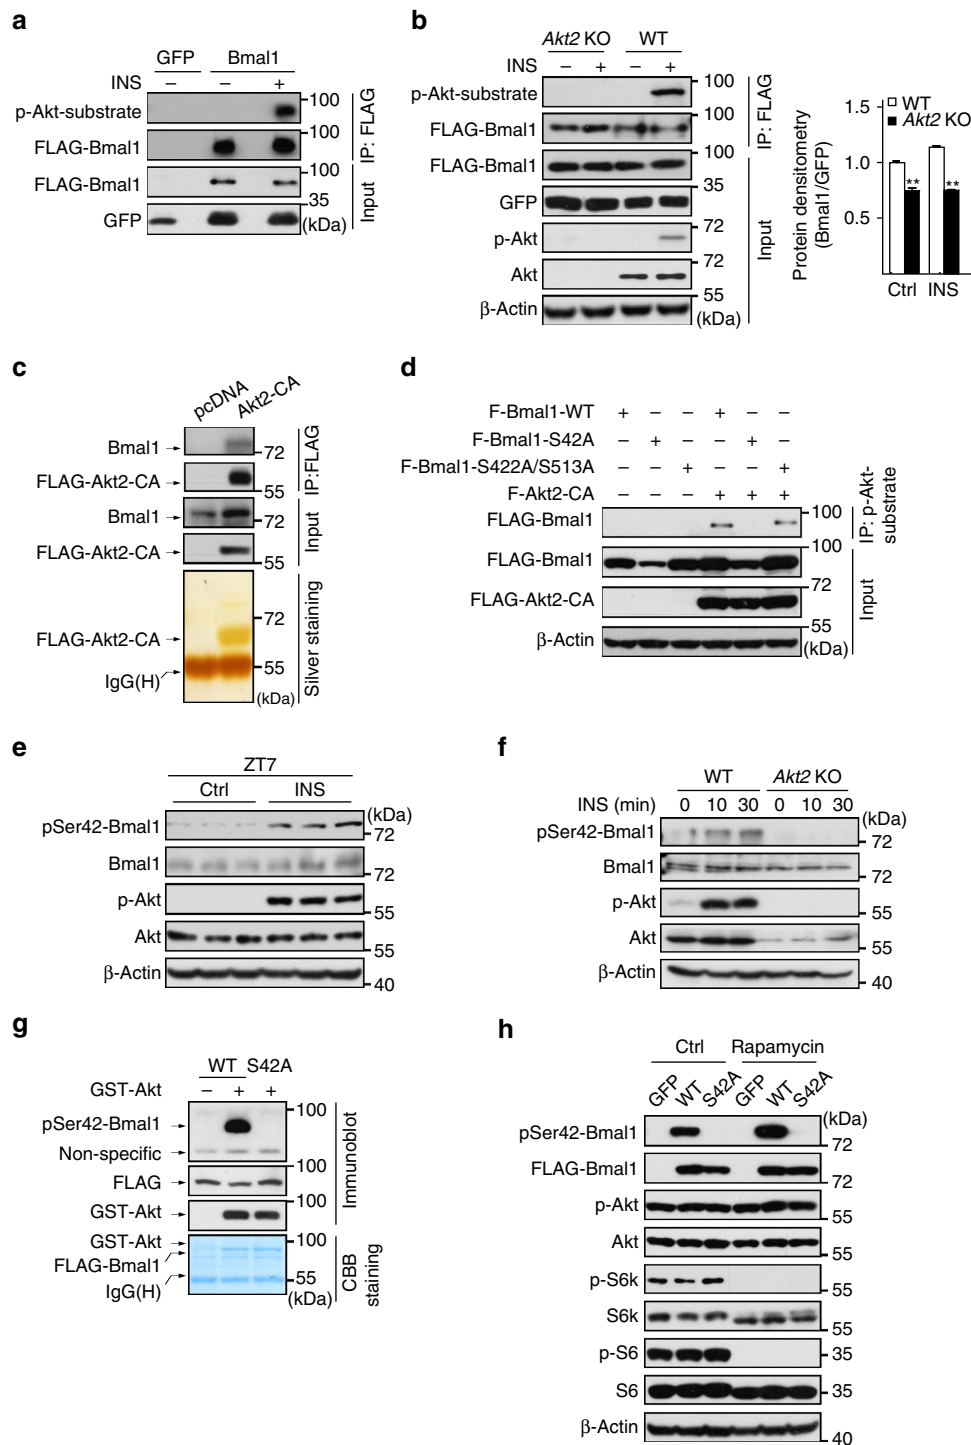 a
GFP Bmal1
INS – – +
p-Akt-substrate 100
FLAG-Bmal1 100
IP: FLAG
FLAG-Bmal1 100
35
GFP (kDa)
Input
b
Akt2 KO WT
INS – + – +
p-Akt-substrate 100
FLAG-Bmal1 100
IP: FLAG
FLAG-Bmal1 100
GFP 35
p-Akt 72
Akt 72
β-Actin 55
(kDa)
Input
Protein densitometry
(Bmal1/GFP)
1.5
1.0
0.5
WT
Akt2 KO
** **
Ctrl INS
c
pcDNA Akt2-CA
Bmal1 72
FLAG-Akt2-CA 55
IP:FLAG
Bmal1 72
FLAG-Akt2-CA 55
Input
72
FLAG-Akt2-CA
55
IgG(H)
(kDa)
Silver staining
d
F-Bmal1-WT + – – + – –
F-Bmal1-S42A – + – – + –
F-Bmal1-S422A/S513A – – + – – +
F-Akt2-CA – – – + + +
FLAG-Bmal1 100
IP: p-Akt-
substrate
FLAG-Bmal1 100
FLAG-Akt2-CA 72
β-Actin 55
(kDa)
Input
e
ZT7
Ctrl INS
(kDa)
pSer42-Bmal1 72
Bmal1 72
p-Akt 55
Akt 55
β-Actin 40
f
WT Akt2 KO
INS (min) 0 10 30 0 10 30
(kDa)
pSer42-Bmal1 72
Bmal1 72
p-Akt 55
Akt 55
β-Actin 40
g
WT S42A
GST-Akt – + +
100
pSer42-Bmal1
Non-specific
100
FLAG
100
GST-Akt
Immunoblot
GST-Akt 100
FLAG-Bmal1
IgG(H) 55
(kDa)
CBB
staining
h
Ctrl Rapamycin
GFP WT S42A GFP WT S42A
(kDa)
pSer42-Bmal1 72
FLAG-Bmal1 72
p-Akt 55
Akt 55
p-S6k 55
S6k 55
p-S6 35
S6 35
β-Actin 40